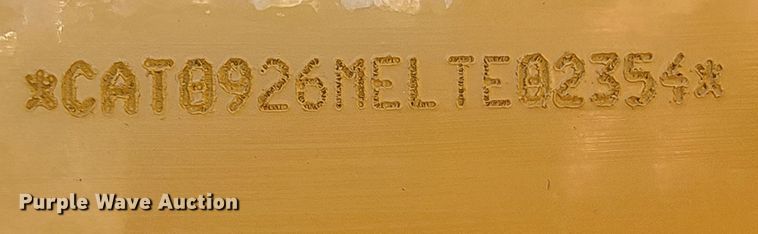 *CAT0926MELTE02354*
Purple Wave Auction